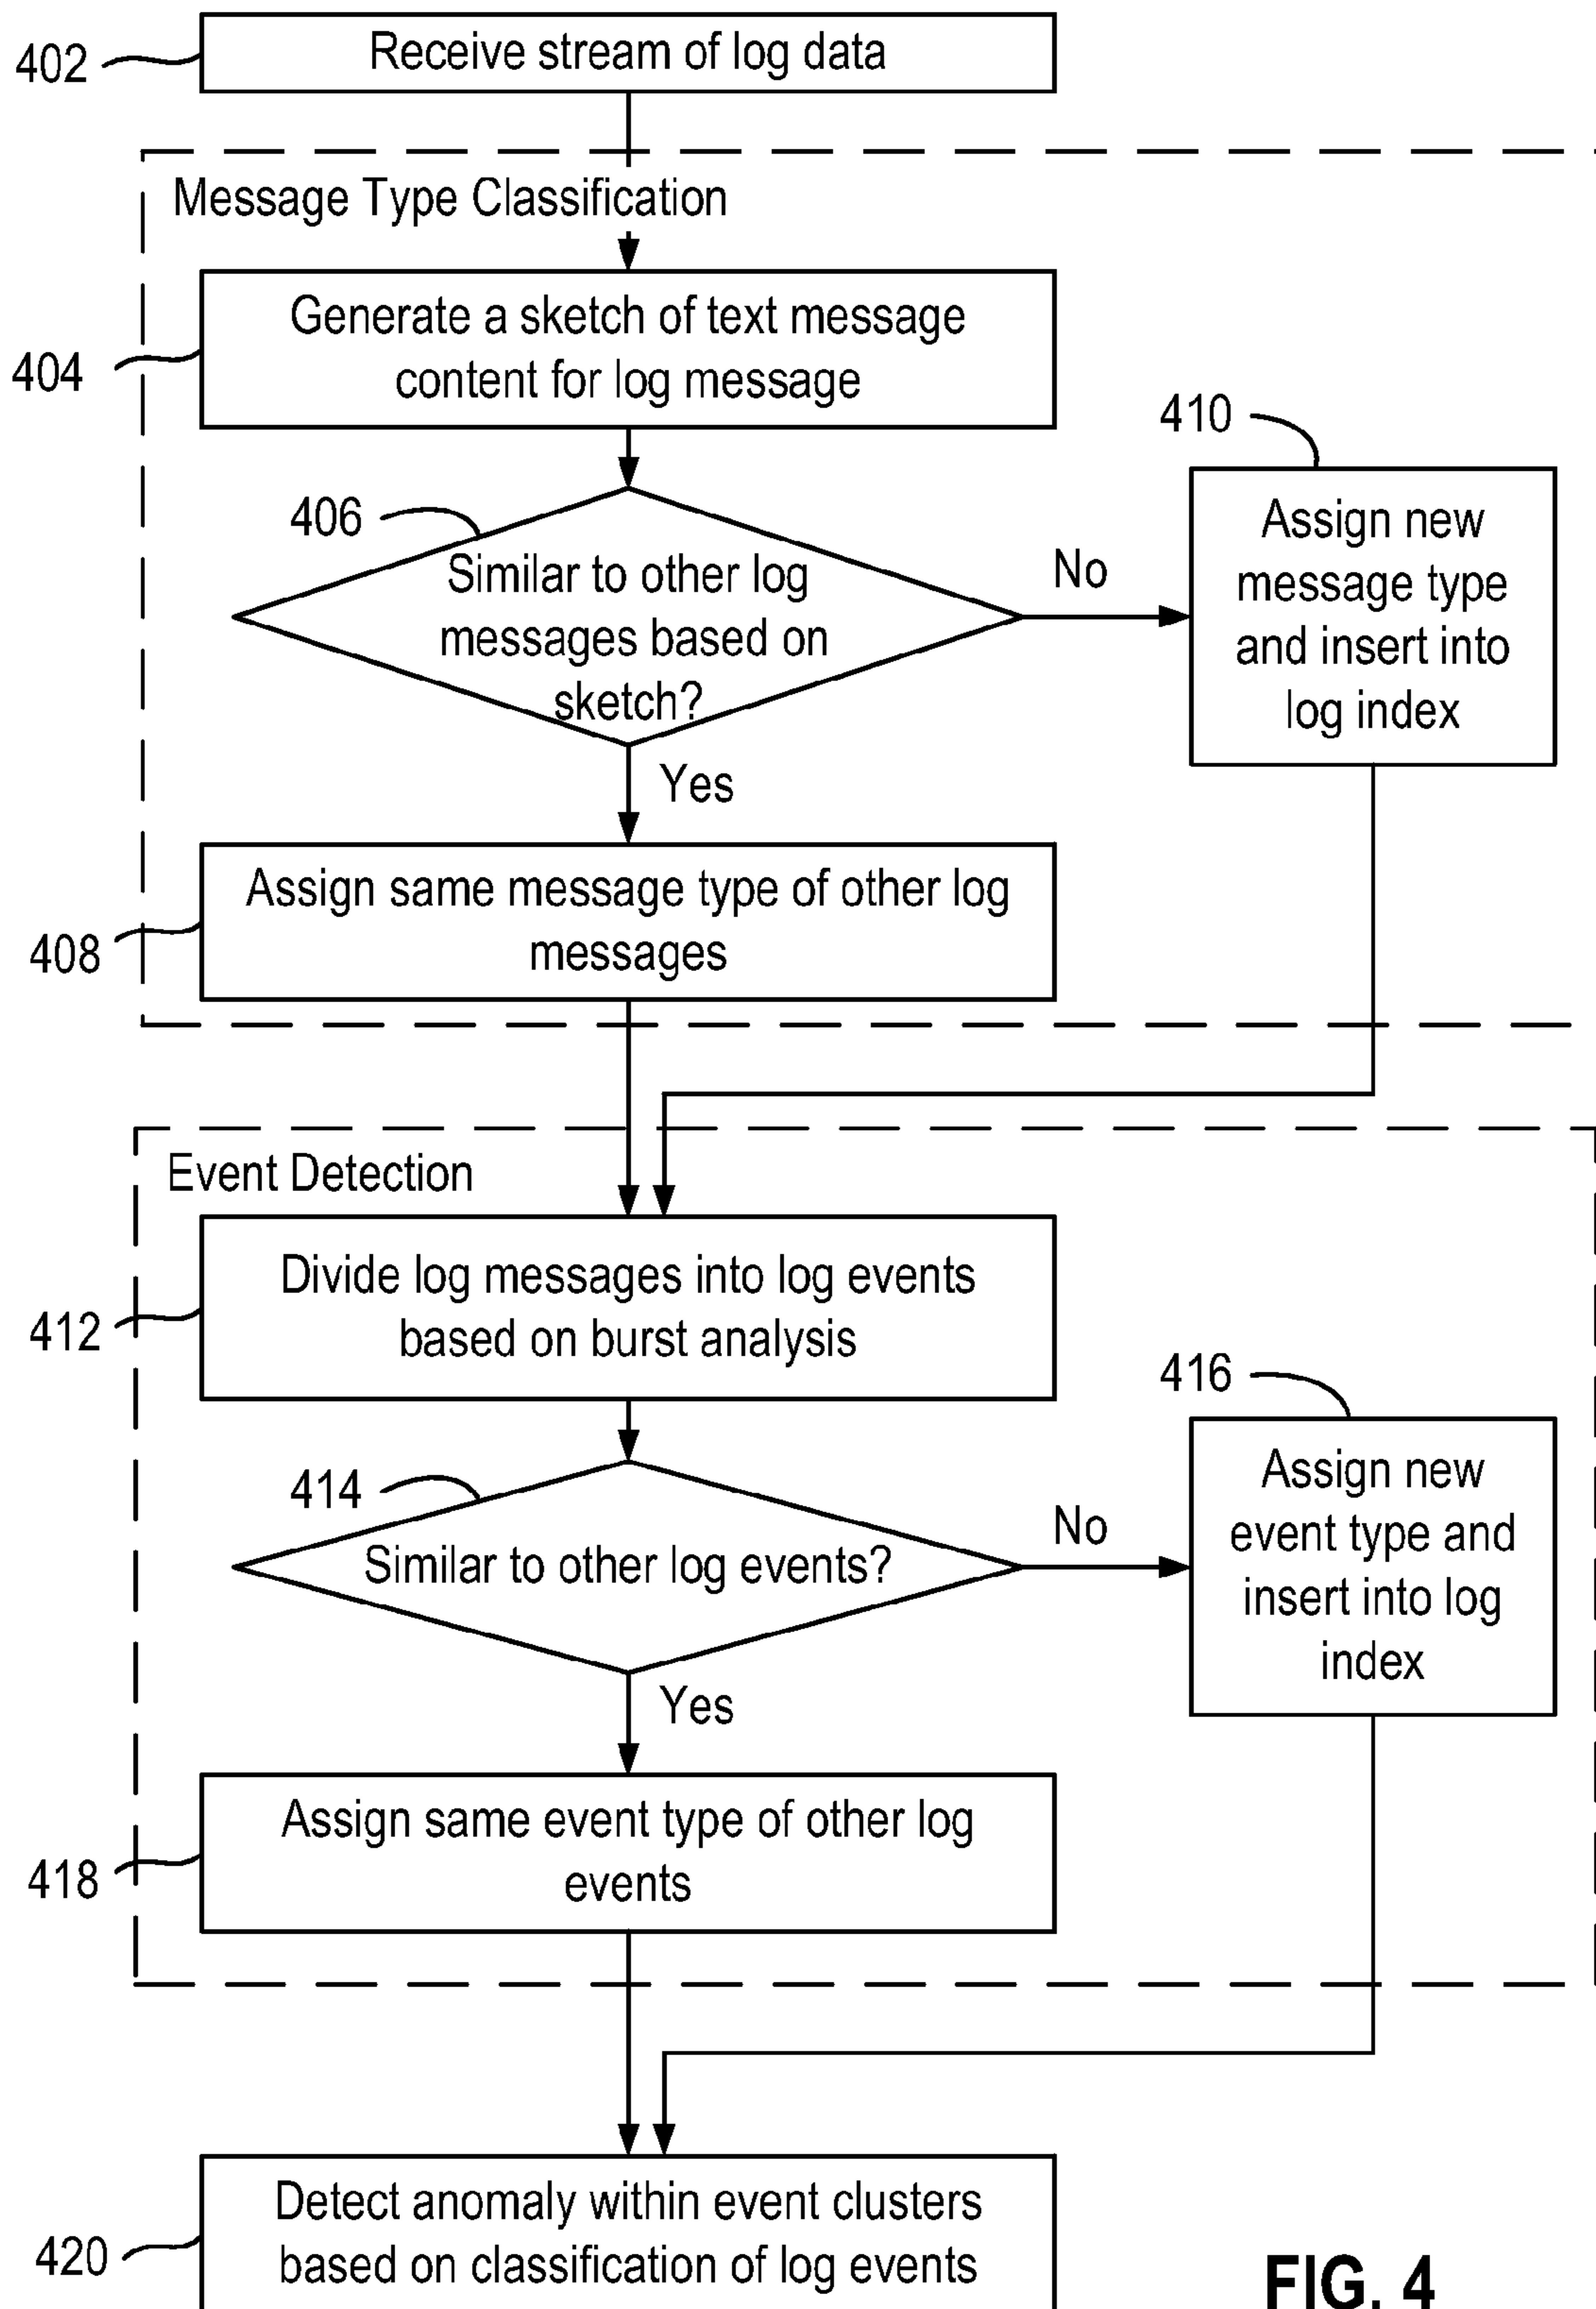 402
Receive stream of log data
Message Type Classification
404
Generate a sketch of text message
content for log message
406
Similar to other log
messages based on
sketch?
No
410
Assign new
message type
and insert into
log index
Yes
408
Assign same message type of other log
messages
Event Detection
412
Divide log messages into log events
based on burst analysis
414
Similar to other log events?
No
416
Assign new
event type and
insert into log
index
Yes
418
Assign same event type of other log
events
420
Detect anomaly within event clusters
based on classification of log events
FIG. 4